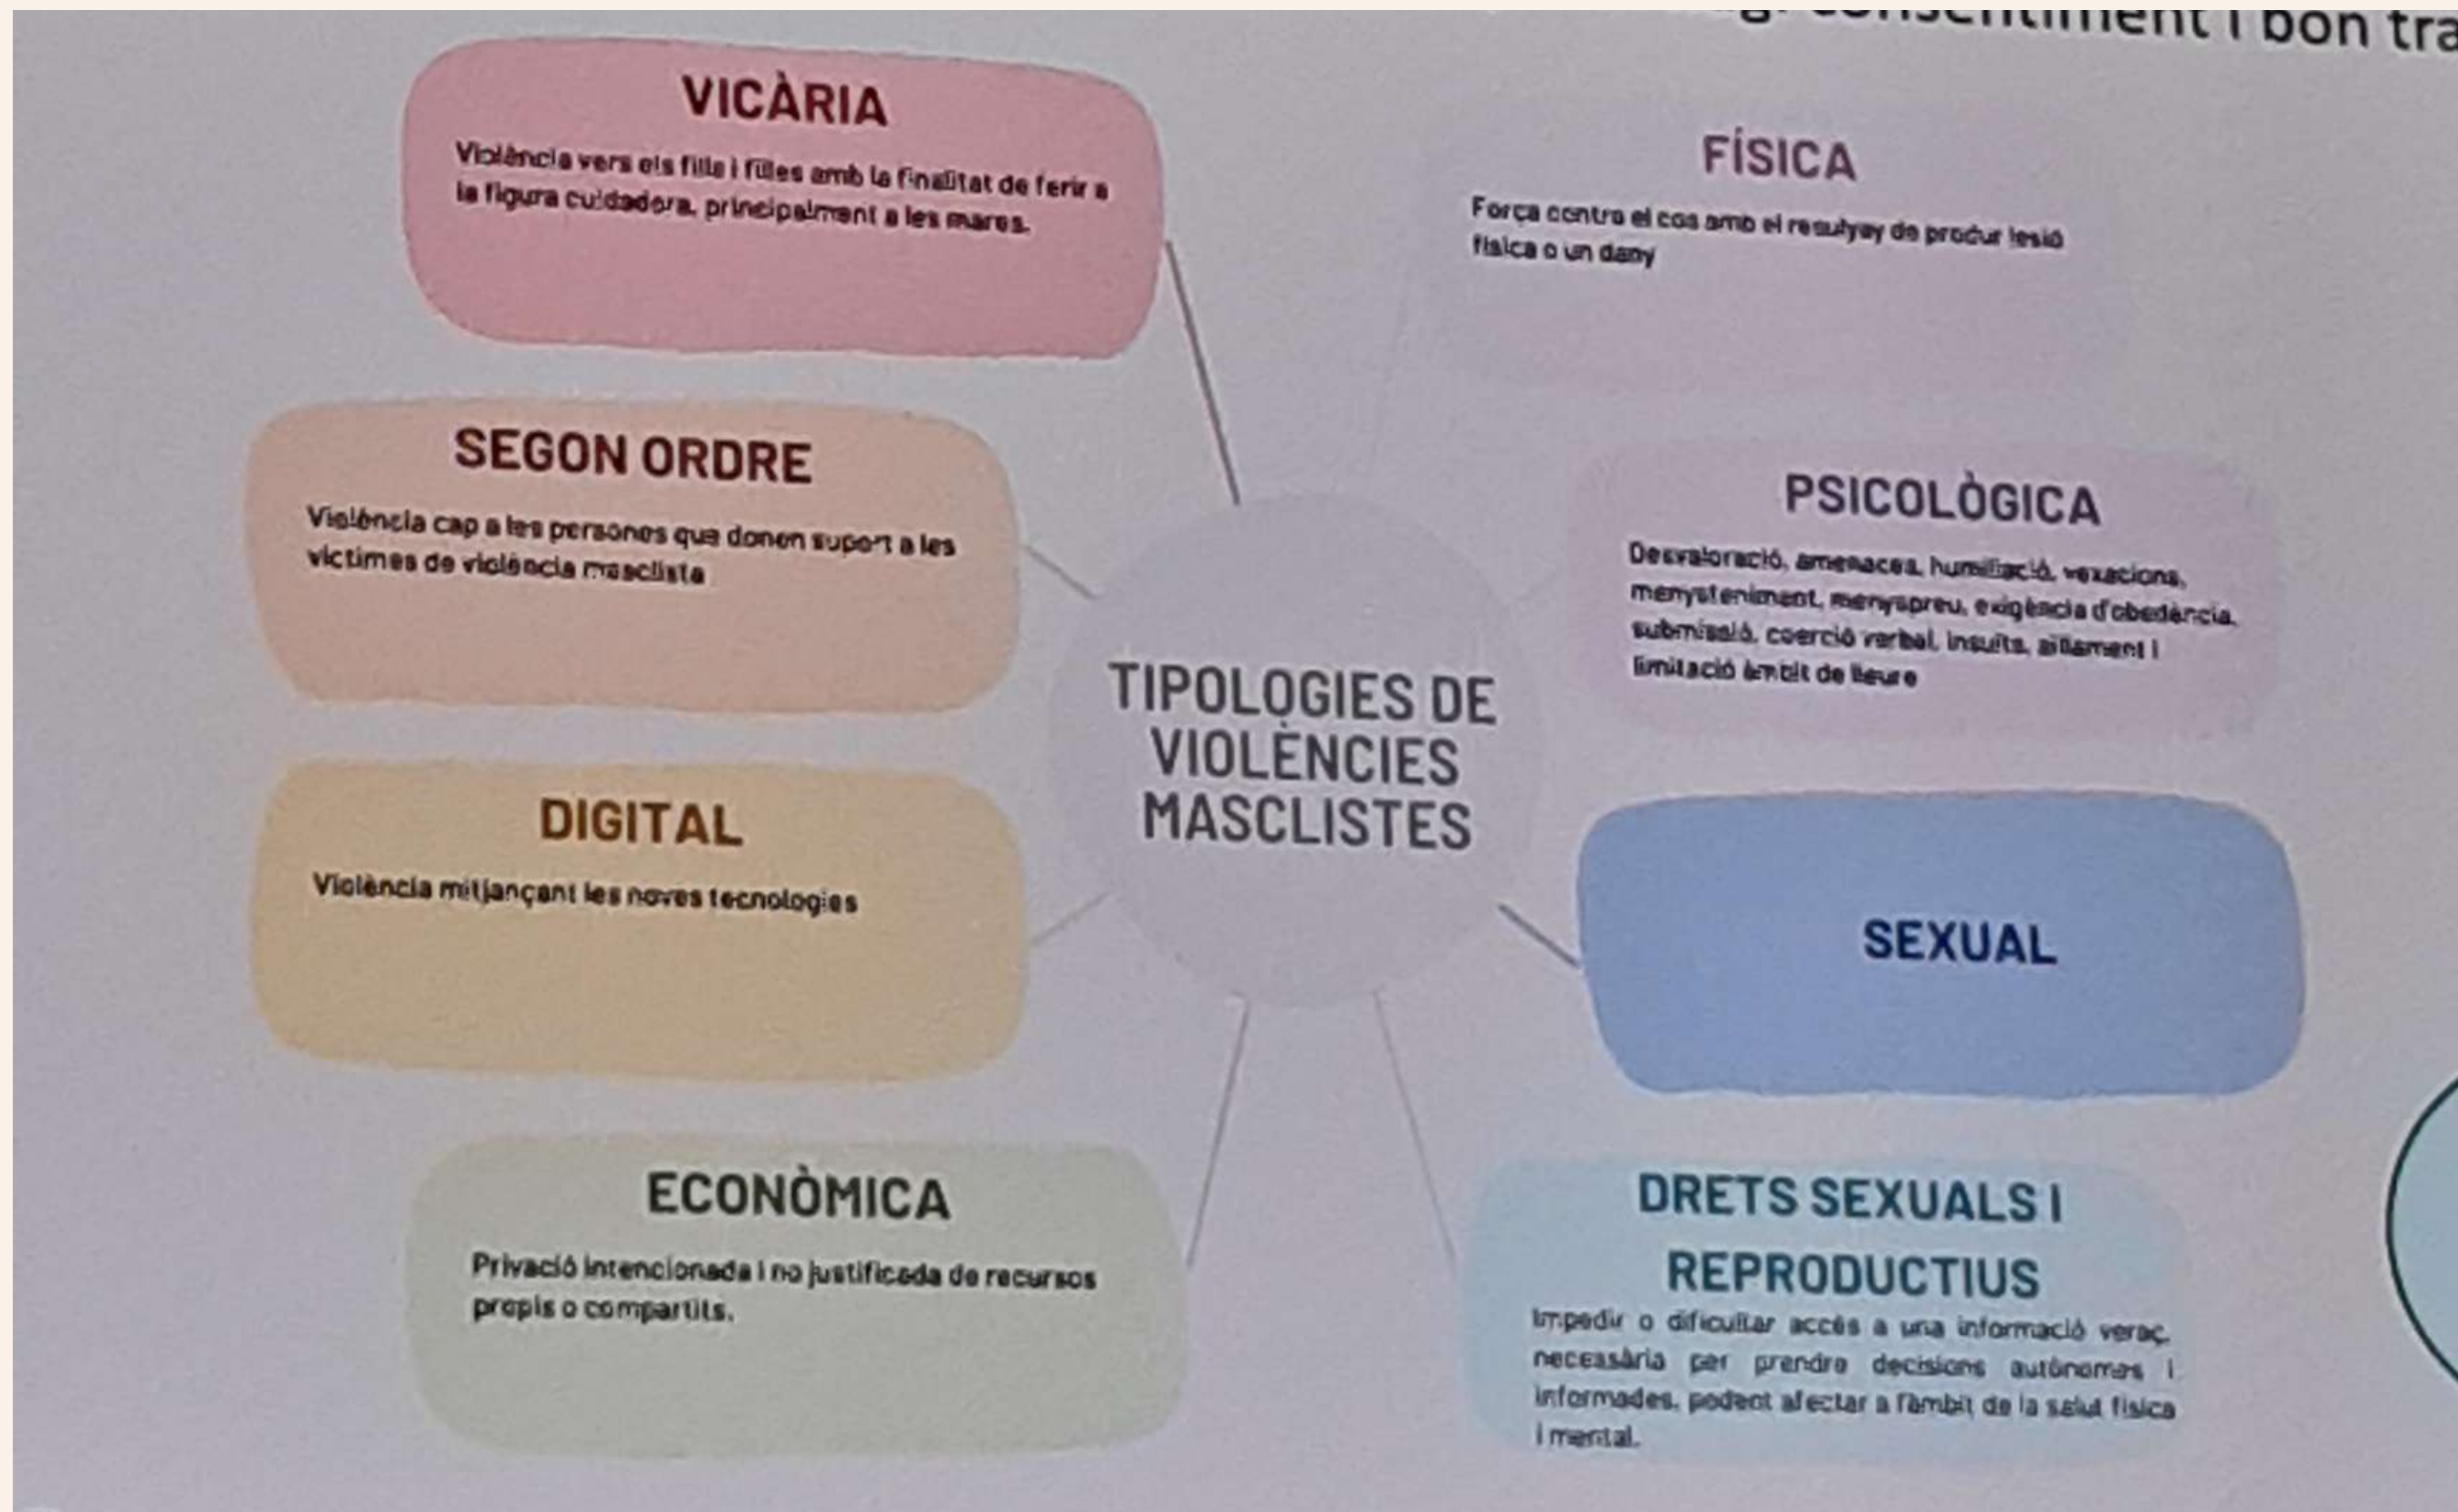 consentiment i bon tra
VICÀRIA
Violència vers els fills i filles amb la finalitat de ferir a
la figura cuidadora, principalment a les mares.
FÍSICA
Força contra el cos amb el resulyay de produr lesió
física o un dany
SEGON ORDRE
Violència cap a les persones que donen suport a les
víctimes de violència masclista
PSICOLÒGICA
Desvaloració, amenaces, humiliació, vexacions,
menysteniment, menyspreu, exigència d'obedència,
submissió, coerció verbal, insults, aïllament i
limitació àmbit de lleure
TIPOLOGIES DE
VIOLÈNCIES
MASCLISTES
DIGITAL
Violència mitjançant les noves tecnologies
SEXUAL
ECONÒMICA
Privació intencionada i no justificada de recursos
propis o compartits.
DRETS SEXUALS I
REPRODUCTIUS
Impedir o dificultar accés a una informació veraç,
necessària per prendre decisions autònomes i
informades, podent afectar a l'àmbit de la salut física
i mental.